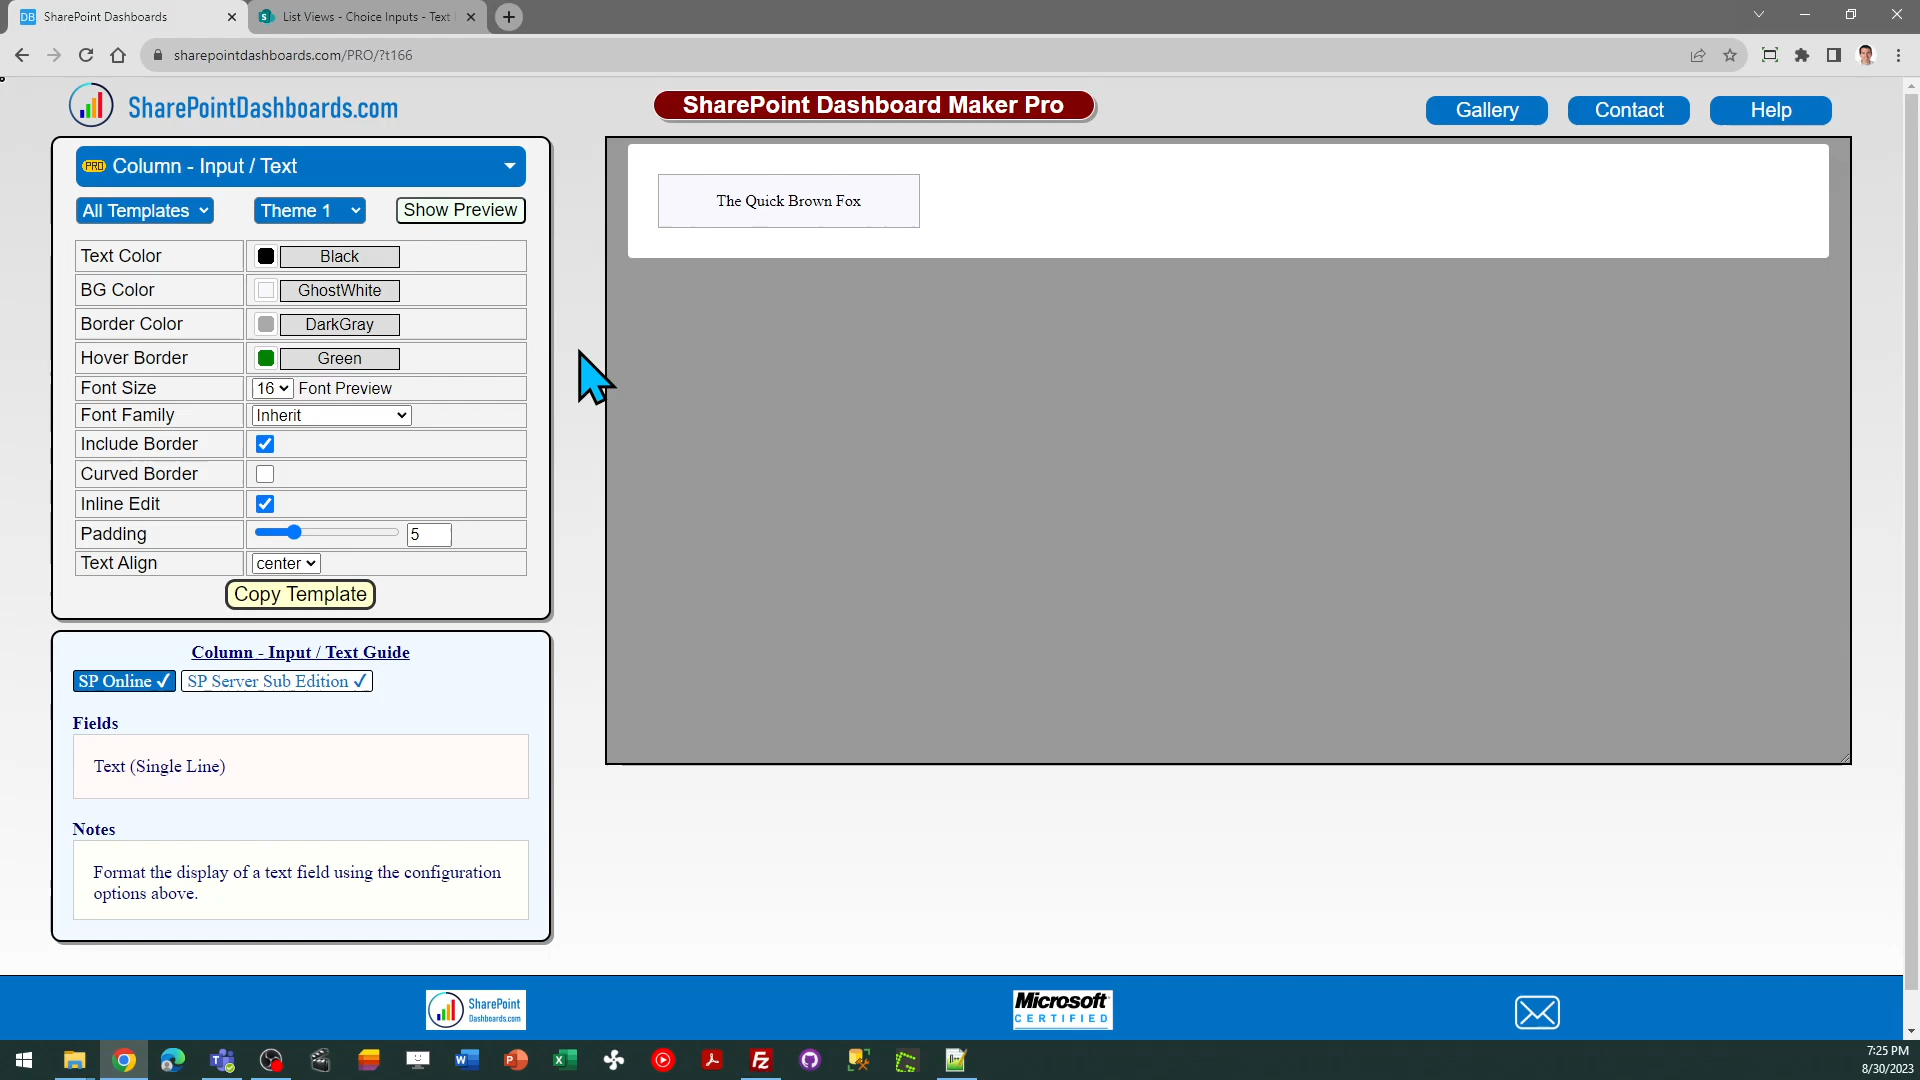 SharePoint Dashboards
List Views - Choice Inputs - Text
sharepointdashboards.com/PRO/?t166
SharePointDashboards.com
SharePoint Dashboard Maker Pro
Gallery
Contact
Help
PRO Column - Input / Text
All Templates
Theme 1
Show Preview
Text Color Black
BG Color GhostWhite
Border Color DarkGray
Hover Border Green
Font Size 16 Font Preview
Font Family Inherit
Include Border
Curved Border
Inline Edit
Padding 5
Text Align center
Copy Template
The Quick Brown Fox
Column - Input / Text Guide
SP Online ✓ SP Server Sub Edition ✓
Fields
Text (Single Line)
Notes
Format the display of a text field using the configuration
options above.
SharePoint
Dashboards.com
Microsoft
CERTIFIED
7:25 PM
8/30/2023